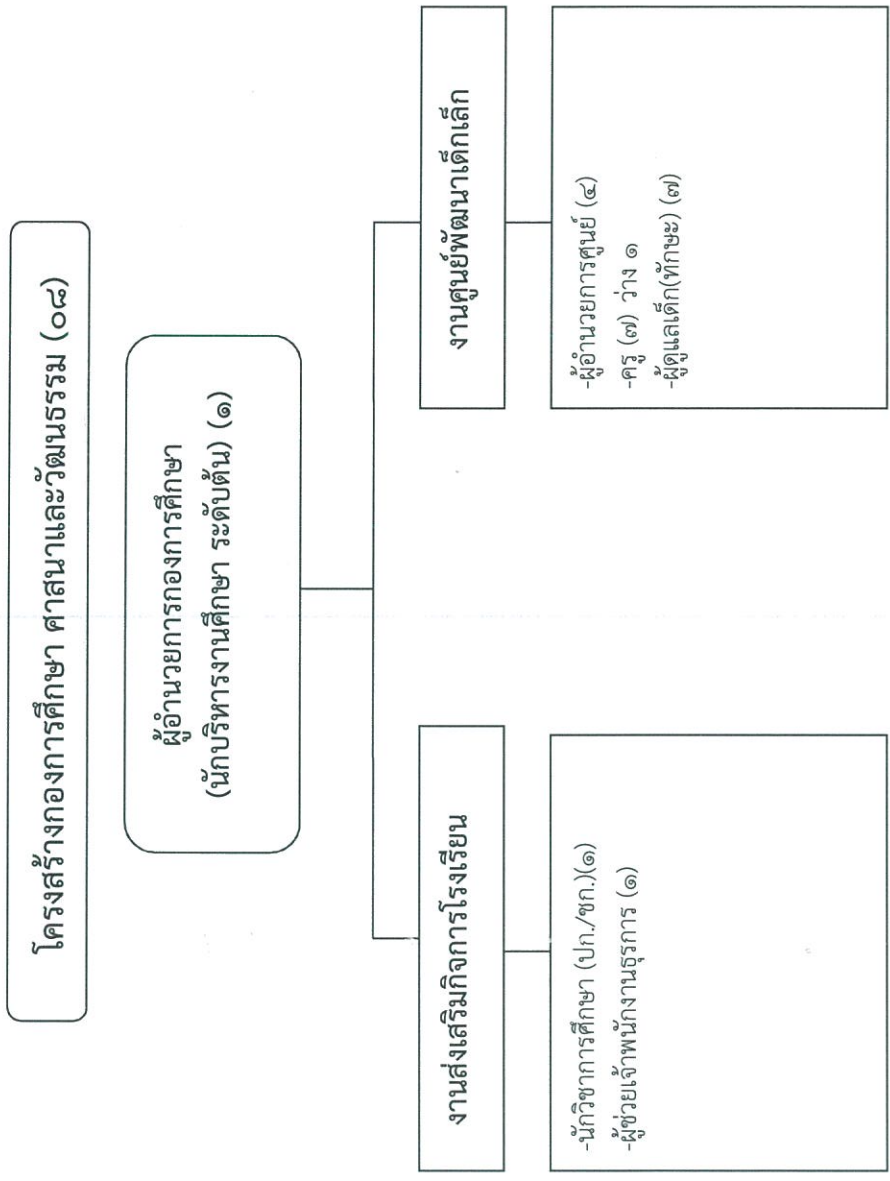 โครงสร้างกองการศึกษา ศาสนาและวัฒนธรรม (๐๘)
ผู้อำนวยการกองการศึกษา
(นักบริหารงานศึกษา ระดับต้น) (๑)
งานส่งเสริมกิจการโรงเรียน
-นักวิชาการศึกษา (ปก./ชก.)(๑)
-ผู้ช่วยเจ้าพนักงานธุรการ (๑)
งานศูนย์พัฒนาเด็กเล็ก
-ผู้อำนวยการศูนย์ (๔)
-ครู (๗) ว่าง ๑
-ผู้ดูแลเด็ก(ทักษะ) (๗)